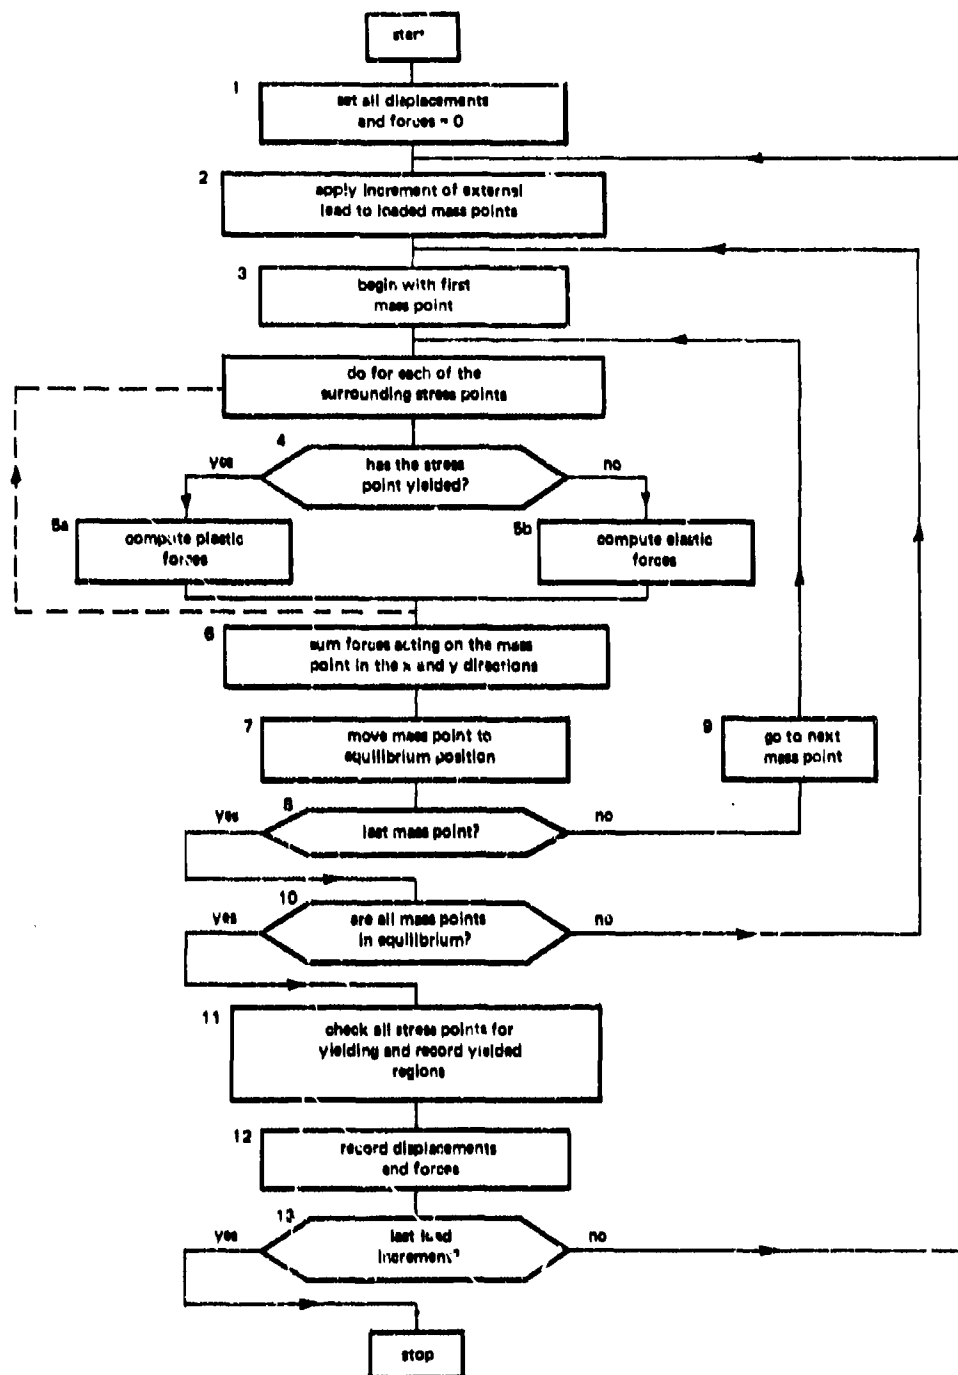 start
1
set all displacements
and forces = 0
2
apply increment of external
load to loaded mass points
3
begin with first
mass point
do for each of the
surrounding stress points
4
yes
has the stress
point yielded?
no
5a
compute plastic
forces
5b
compute elastic
forces
6
sum forces acting on the mass
point in the x and y directions
7
move mass point to
equilibrium position
9
go to next
mass point
8
yes
last mass point?
no
10
yes
are all mass points
in equilibrium?
no
11
check all stress points for
yielding and record yielded
regions
12
record displacements
and forces
13
yes
last load
increment?
no
stop